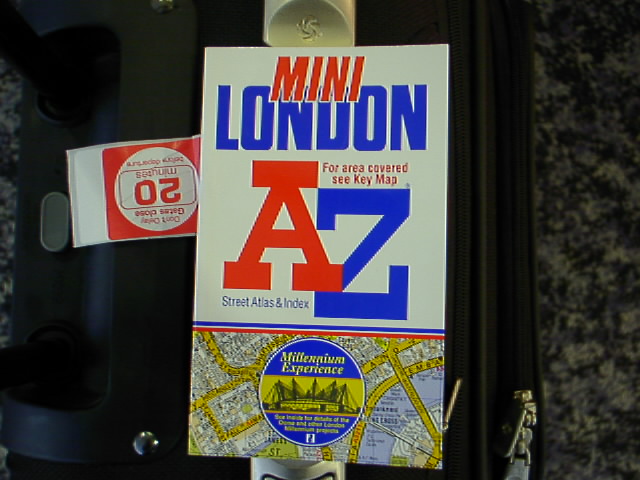 MINI
LONDON
For area covered
see Key Map
AZ
Street Atlas & Index
Millennium
Experience
See inside for details of the
Dome and other London
Millennium projects
Don't Delay
Gates close
20
minutes
before departure